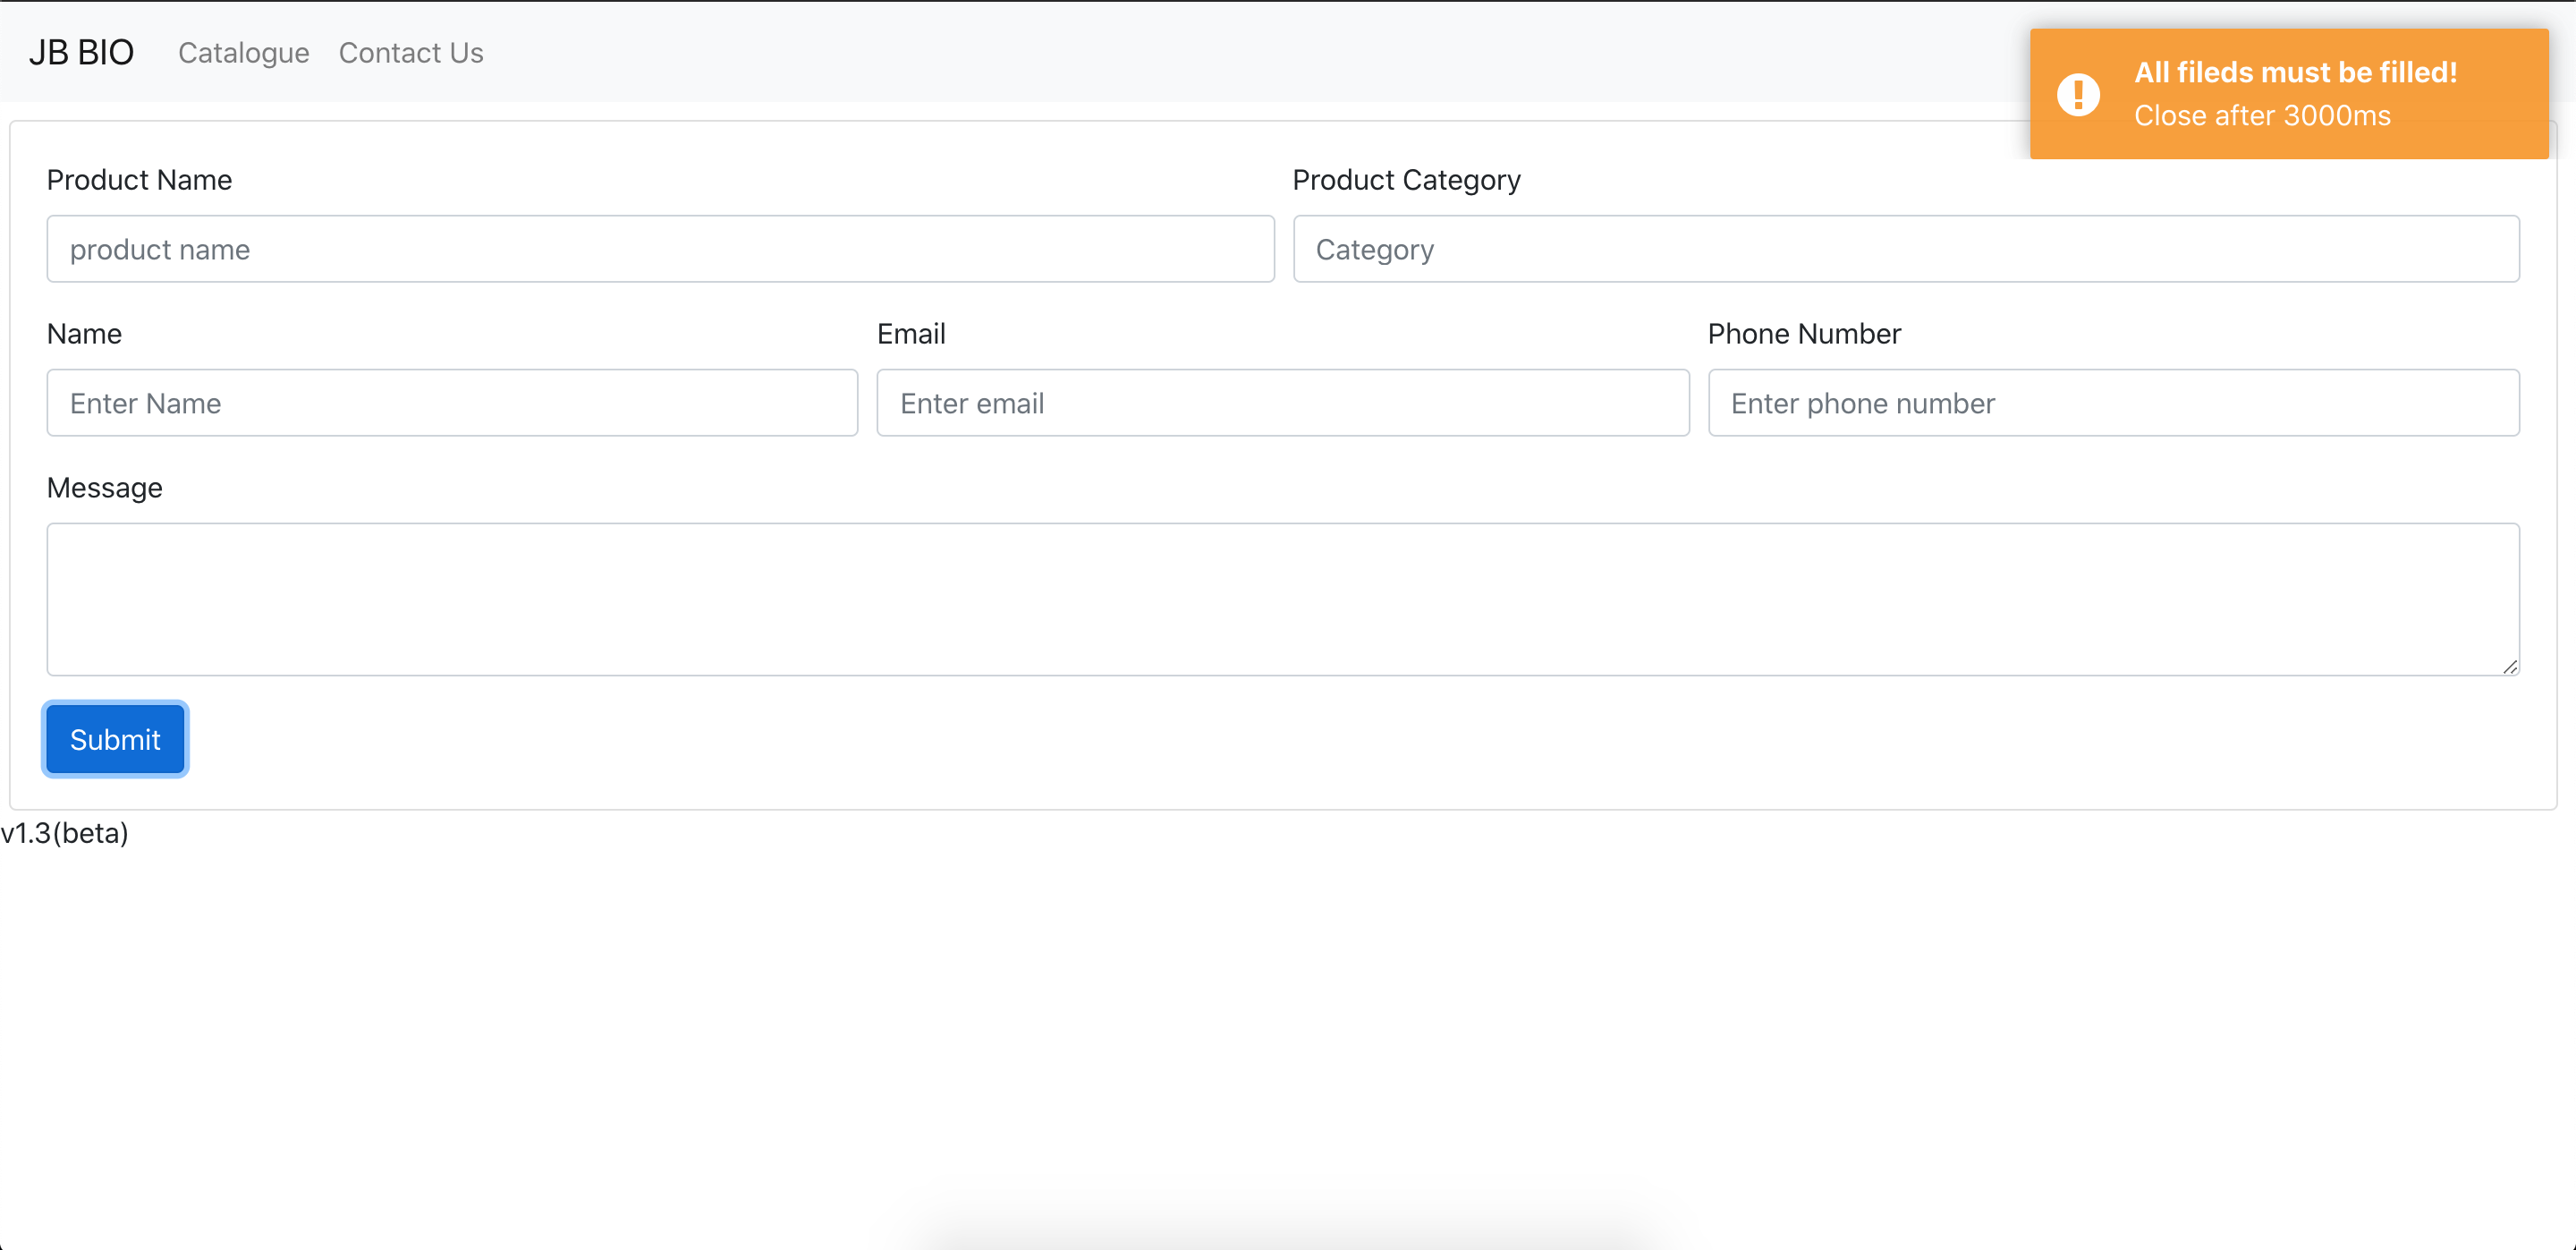 JB BIO Catalogue Contact Us
All fileds must be filled!
Close after 3000ms
Product Name Product Category
product name Category
Name Email Phone Number
Enter Name Enter email Enter phone number
Message
Submit
v1.3(beta)